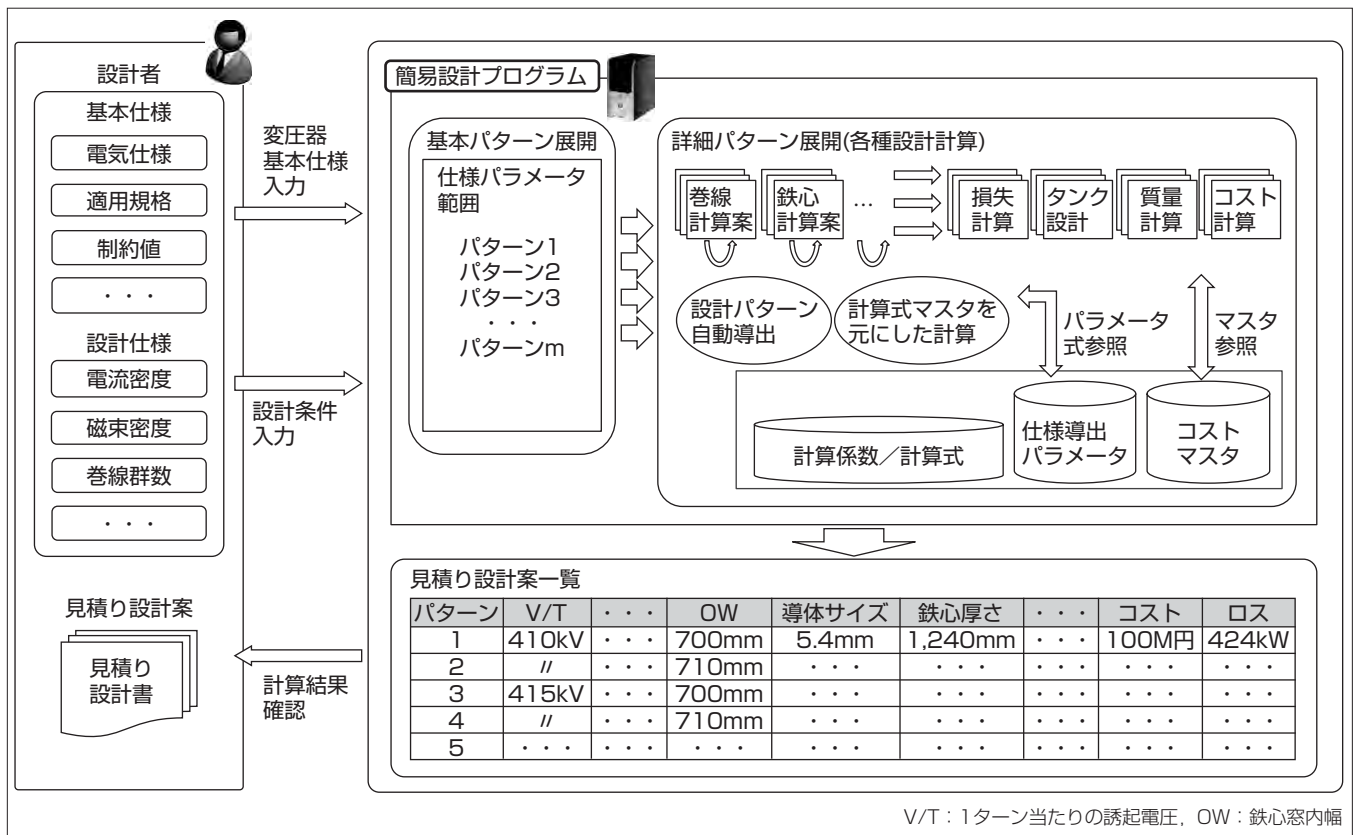 設計者
基本仕様
電気仕様
適用規格
制約値
・・・
設計仕様
電流密度
磁束密度
巻線群数
・・・
見積り設計案
見積り
設計書
変圧器
基本仕様
入力
設計条件
入力
計算結果
確認
簡易設計プログラム
基本パターン展開
仕様パラメータ
範囲
パターン1
パターン2
パターン3
・・・
パターンm
詳細パターン展開(各種設計計算)
巻線
計算案
鉄心
計算案
…
損失
計算
タンク
設計
質量
計算
コスト
計算
設計パターン
自動導出
計算式マスタを
元にした計算
パラメータ
式参照
マスタ
参照
計算係数／計算式
仕様導出
パラメータ
コスト
マスタ
見積り設計案一覧
パターン V/T ・・・ OW 導体サイズ 鉄心厚さ ・・・ コスト ロス
1 410kV ・・・ 700mm 5.4mm 1,240mm ・・・ 100M円 424kW
2 〃 ・・・ 710mm ・・・ ・・・ ・・・ ・・・ ・・・
3 415kV ・・・ 700mm ・・・ ・・・ ・・・ ・・・ ・・・
4 〃 ・・・ 710mm ・・・ ・・・ ・・・ ・・・ ・・・
5 ・・・ ・・・ ・・・ ・・・ ・・・ ・・・ ・・・ ・・・
V/T：1ターン当たりの誘起電圧，OW：鉄心窓内幅